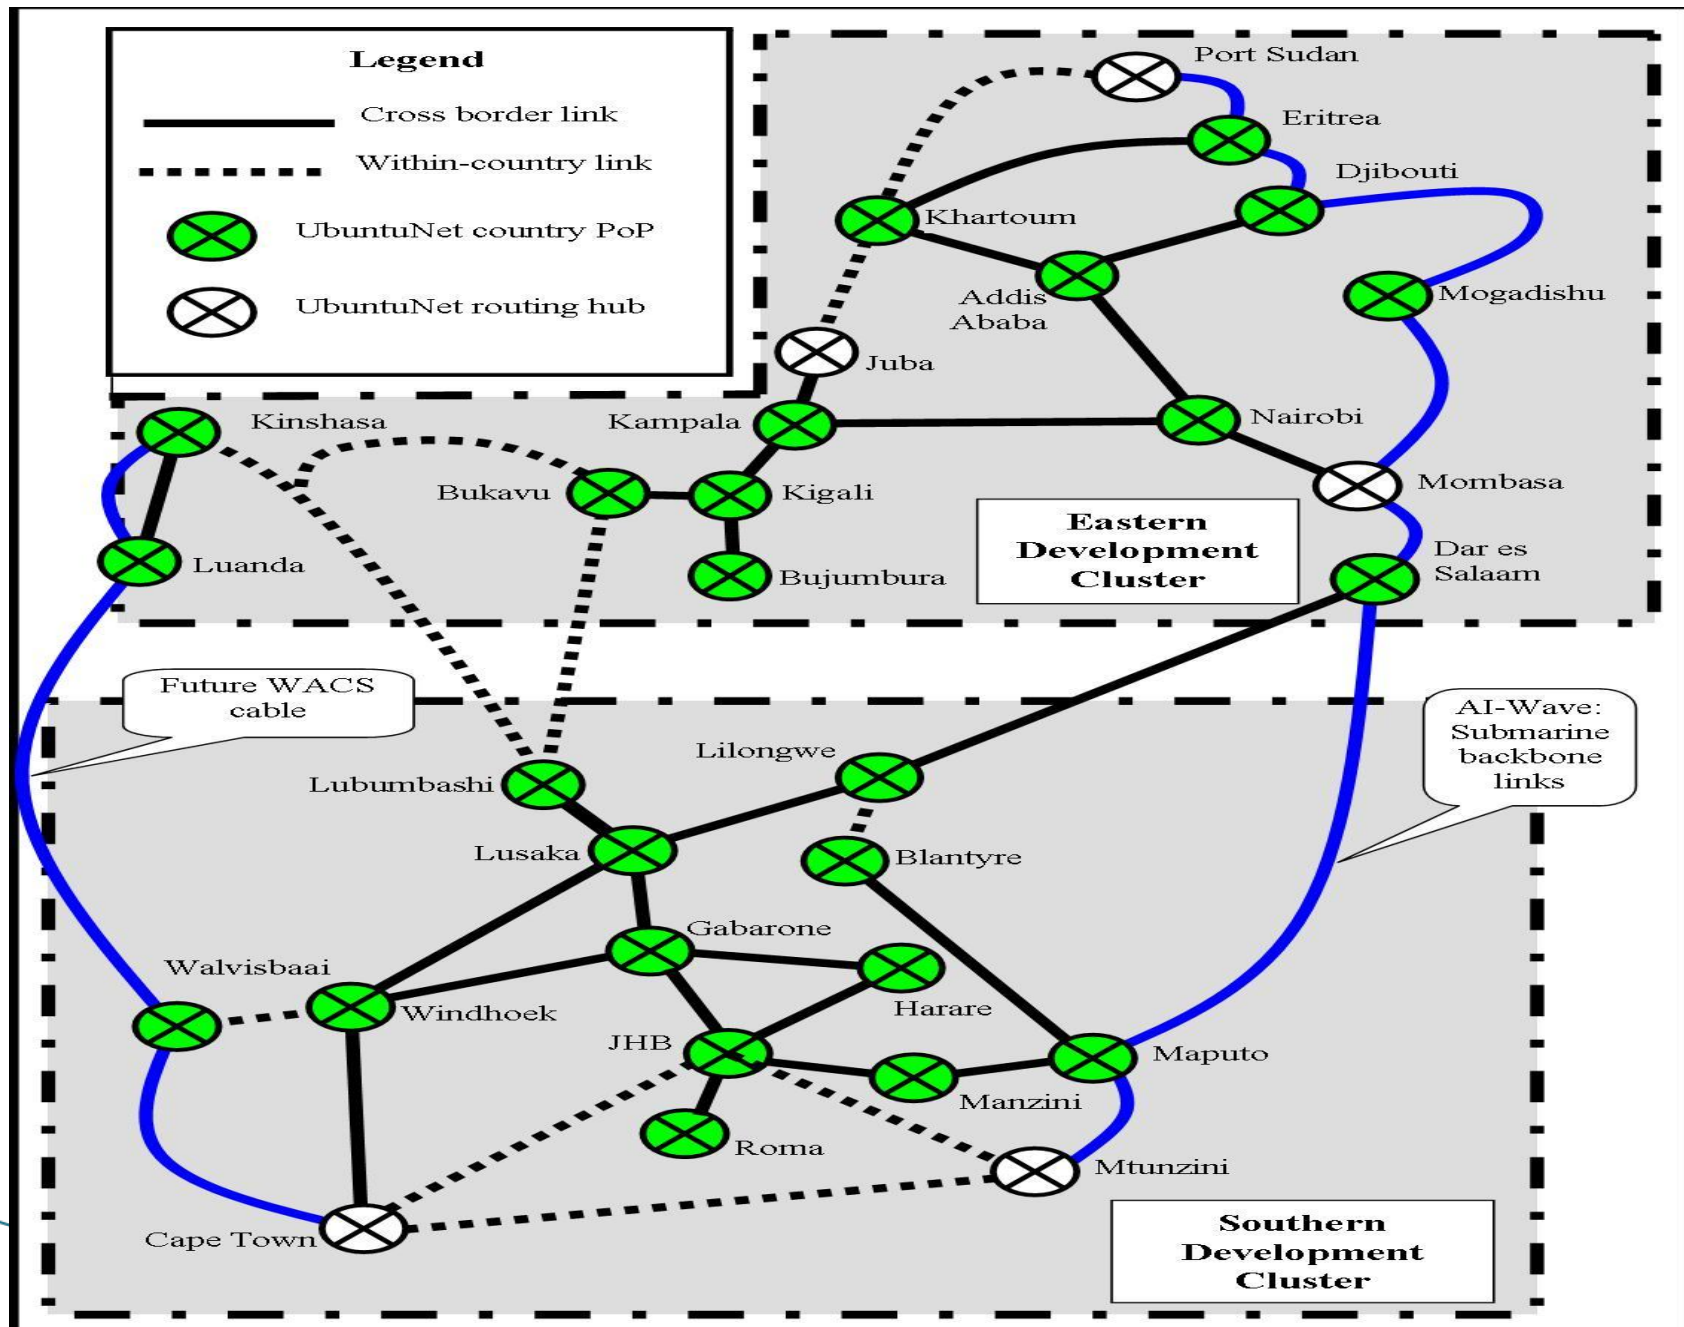 Legend
Cross border link
Within-country link
UbuntuNet country PoP
UbuntuNet routing hub
Port Sudan
Eritrea
Djibouti
Khartoum
Addis
Ababa
Mogadishu
Juba
Kinshasa
Kampala
Nairobi
Bukavu
Kigali
Mombasa
Eastern
Development
Cluster
Luanda
Bujumbura
Dar es
Salaam
Future WACS
cable
AI-Wave:
Submarine
backbone
links
Lilongwe
Lubumbashi
Lusaka
Blantyre
Gabarone
Walvisbaai
Windhoek
Harare
JHB
Maputo
Manzini
Roma
Mtunzini
Cape Town
Southern
Development
Cluster